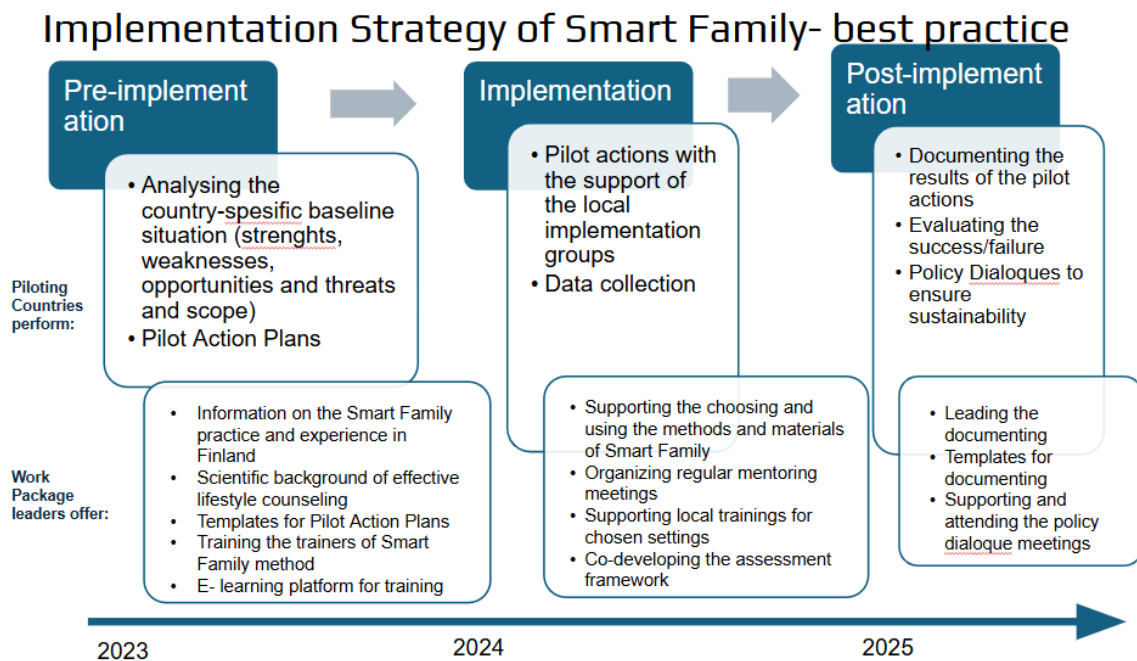 Implementation Strategy of Smart Family- best practice
Pre-implement
ation
Implementation
Post-implement
ation
Piloting
Countries
perform:
• Analysing the
country-spesific baseline
situation (strenghts,
weaknesses,
opportunities and threats
and scope)
• Pilot Action Plans
• Pilot actions with
the support of
the local
implementation
groups
• Data collection
• Documenting the
results of the pilot
actions
• Evaluating the
success/failure
• Policy Dialoques to
ensure
sustainability
Work
Package
leaders offer:
• Information on the Smart Family
practice and experience in
Finland
• Scientific background of effective
lifestyle counseling
• Templates for Pilot Action Plans
• Training the trainers of Smart
Family method
• E- learning platform for training
• Supporting the choosing and
using the methods and materials
of Smart Family
• Organizing regular mentoring
meetings
• Supporting local trainings for
chosen settings
• Co-developing the assessment
framework
• Leading the
documenting
• Templates for
documenting
• Supporting and
attending the policy
dialoque meetings
2023
2024
2025